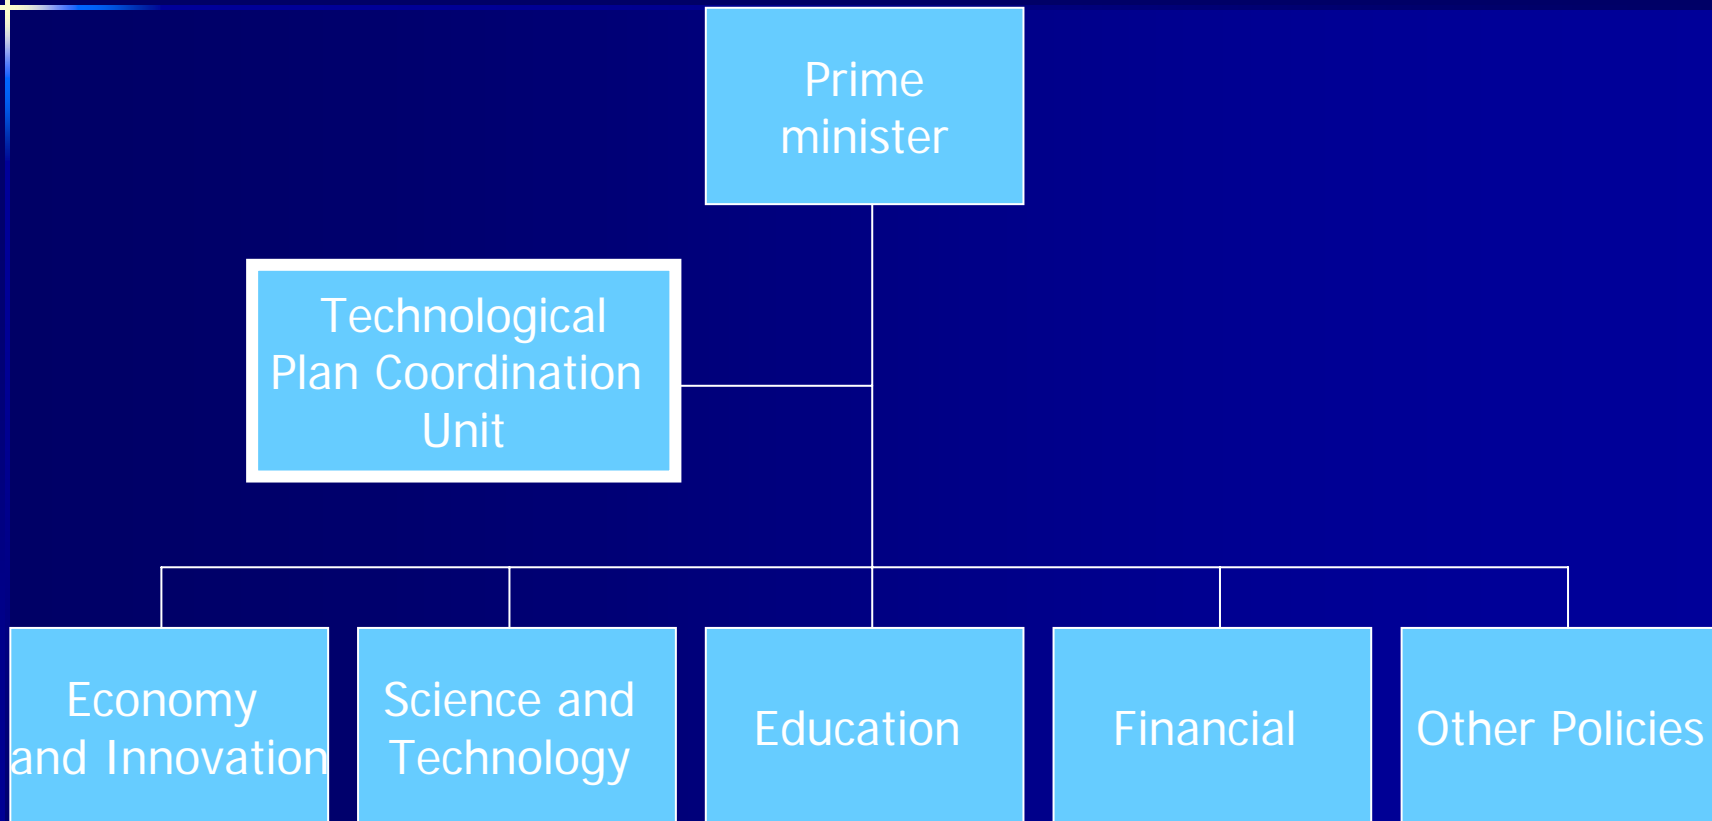 Prime
minister
Technological
Plan Coordination
Unit
Economy
and Innovation
Science and
Technology
Education
Financial
Other Policies